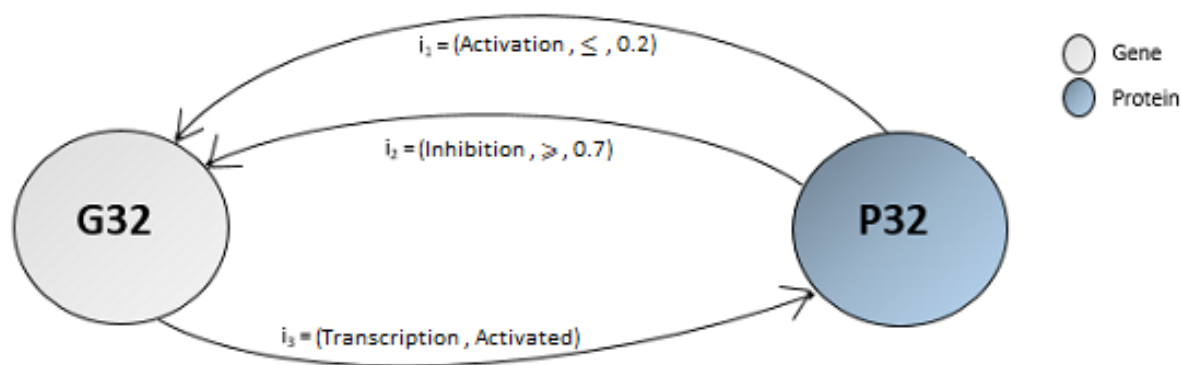 i₁ = (Activation , ≤ , 0.2)
Gene
Protein
i₂ = (Inhibition , ⩾ , 0.7)
G32
P32
i₃ = (Transcription , Activated)